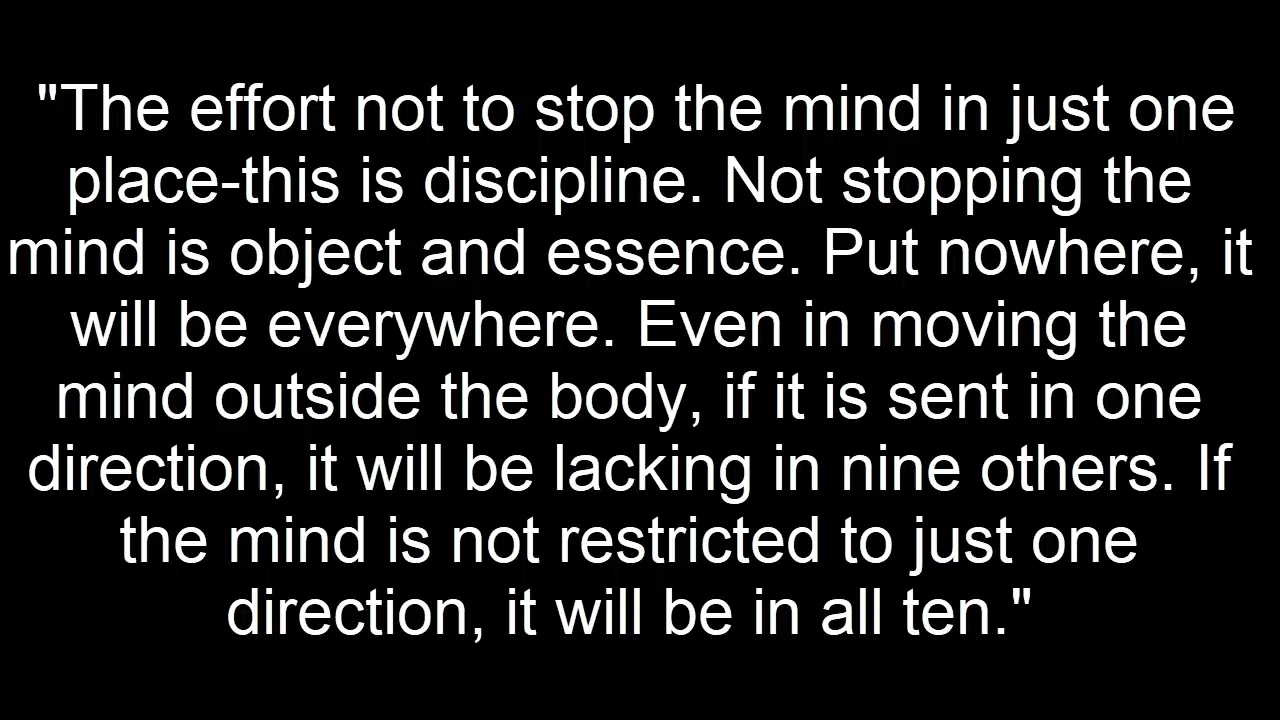 "The effort not to stop the mind in just one
place-this is discipline. Not stopping the
mind is object and essence. Put nowhere, it
will be everywhere. Even in moving the
mind outside the body, if it is sent in one
direction, it will be lacking in nine others. If
the mind is not restricted to just one
direction, it will be in all ten."